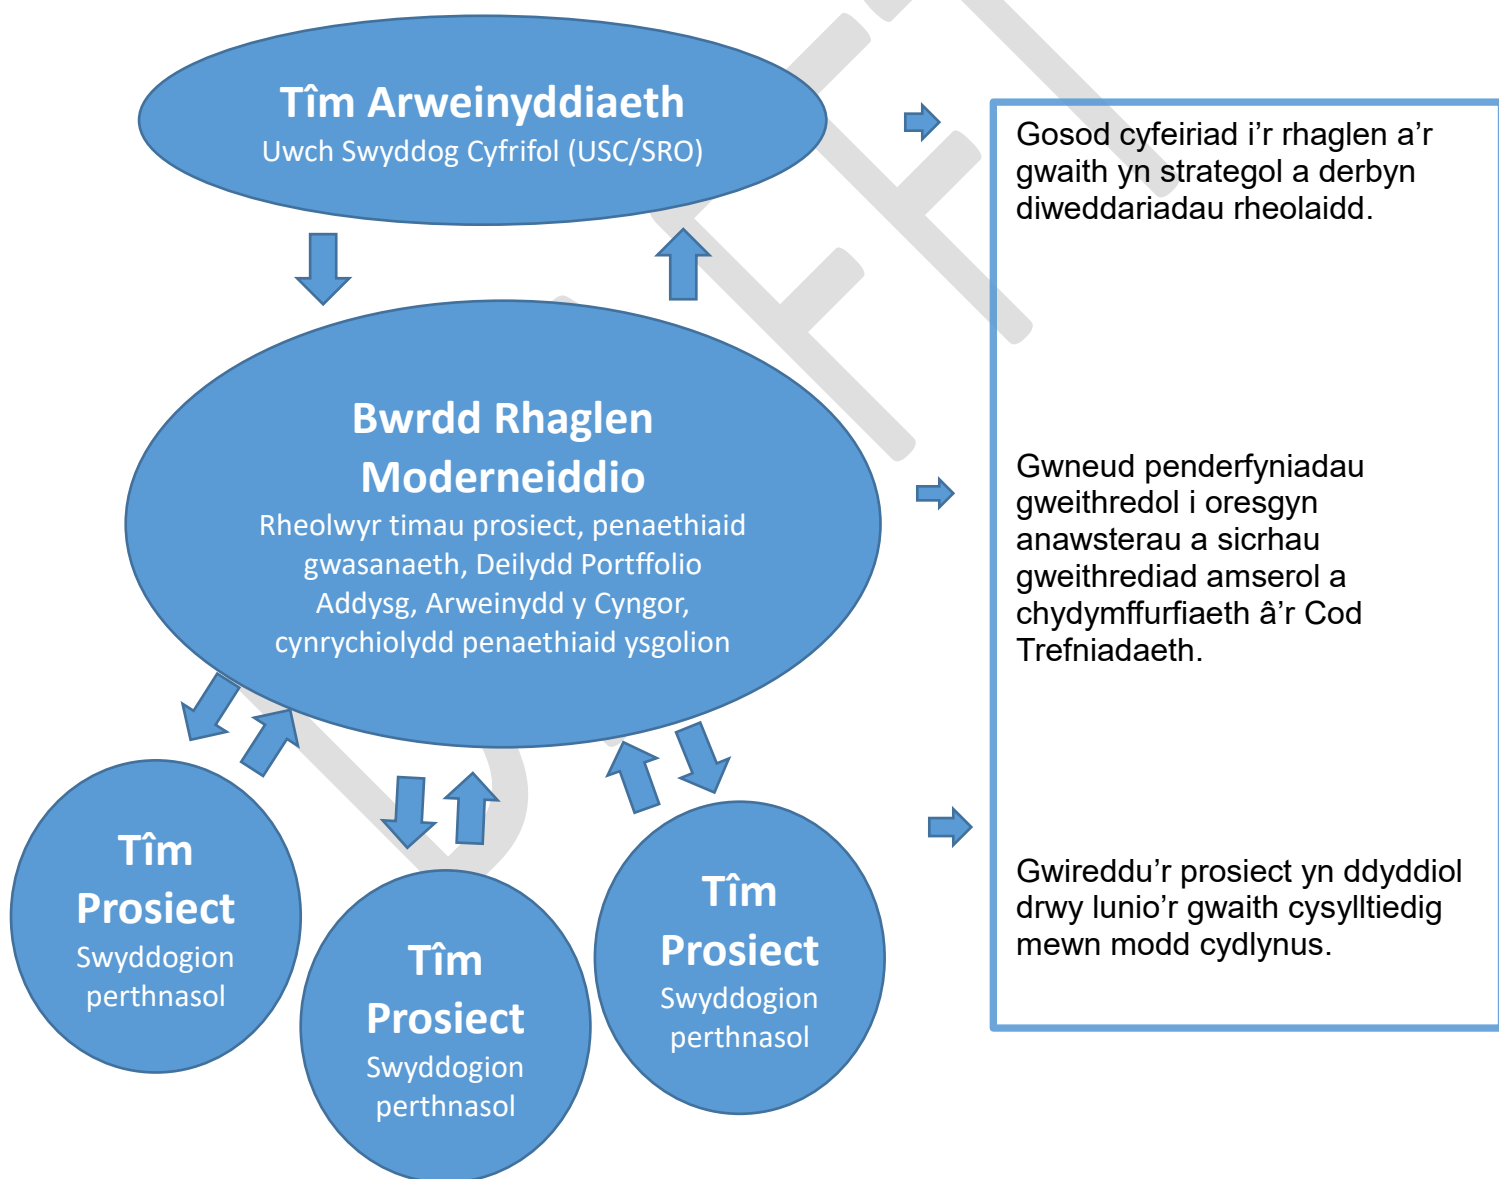 Tîm Arweinyddiaeth
Uwch Swyddog Cyfrifol (USC/SRO)
Gosod cyfeiriad i’r rhaglen a’r
gwaith yn strategol a derbyn
diweddariadau rheolaidd.
Bwrdd Rhaglen
Moderneiddio
Rheolwyr timau prosiect, penaethiaid
gwasanaeth, Deilydd Portffolio
Addysg, Arweinydd y Cyngor,
cynrychiolydd penaethiaid ysgolion
Gwneud penderfyniadau
gweithredol i oresgyn
anawsterau a sicrhau
gweithrediad amserol a
chydymffurfiaeth â’r Cod
Trefniadaeth.
Tîm
Prosiect
Swyddogion
perthnasol
Tîm
Prosiect
Swyddogion
perthnasol
Tîm
Prosiect
Swyddogion
perthnasol
Gwireddu’r prosiect yn ddyddiol
drwy lunio’r gwaith cysylltiedig
mewn modd cydlynus.